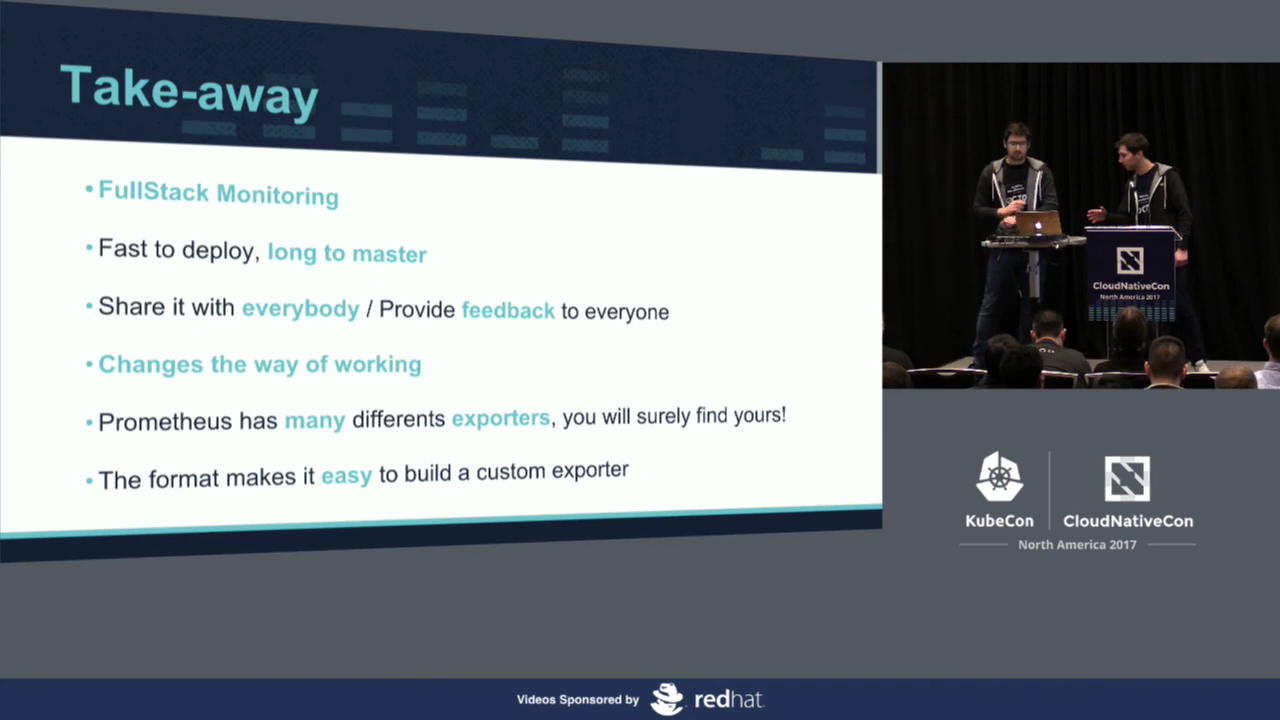 Take-away
•FullStack Monitoring
•Fast to deploy, long to master
•Share it with everybody / Provide feedback to everyone
•Changes the way of working
•Prometheus has many differents exporters, you will surely find yours!
•The format makes it easy to build a custom exporter
CloudNativeCon
North America 2017
KubeCon
CloudNativeCon
North America 2017
Videos Sponsored by redhat.